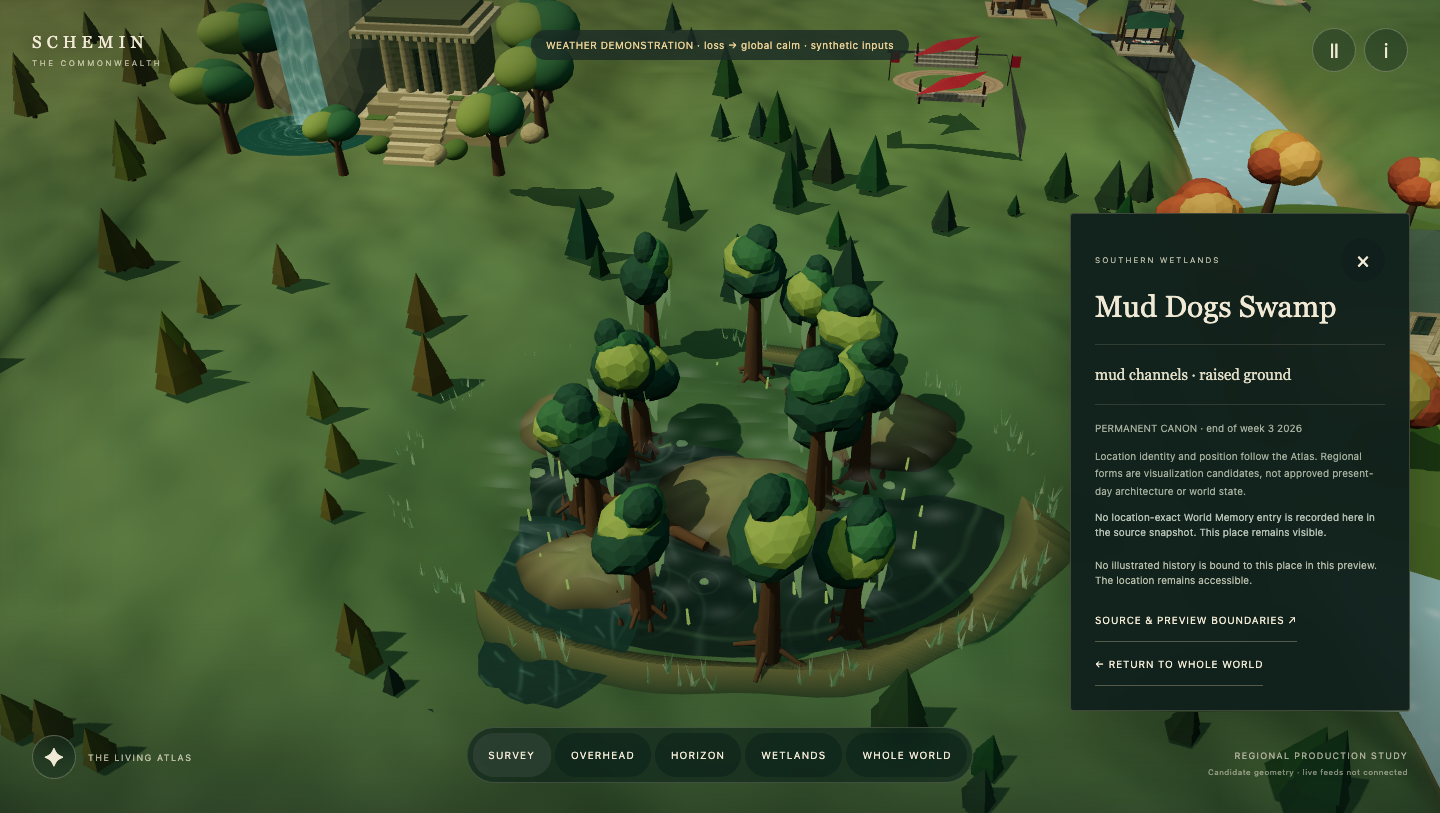 SCHEMIN
THE COMMONWEALTH
WEATHER DEMONSTRATION · loss → global calm · synthetic inputs
i
SOUTHERN WETLANDS
×
Mud Dogs Swamp
mud channels · raised ground
PERMANENT CANON · end of week 3 2026
Location identity and position follow the Atlas. Regional
forms are visualization candidates, not approved present-
day architecture or world state.
No location-exact World Memory entry is recorded here in
the source snapshot. This place remains visible.
No illustrated history is bound to this place in this preview.
The location remains accessible.
SOURCE & PREVIEW BOUNDARIES ↗
← RETURN TO WHOLE WORLD
THE LIVING ATLAS
SURVEY
OVERHEAD
HORIZON
WETLANDS
WHOLE WORLD
REGIONAL PRODUCTION STUDY
Candidate geometry · live feeds not connected